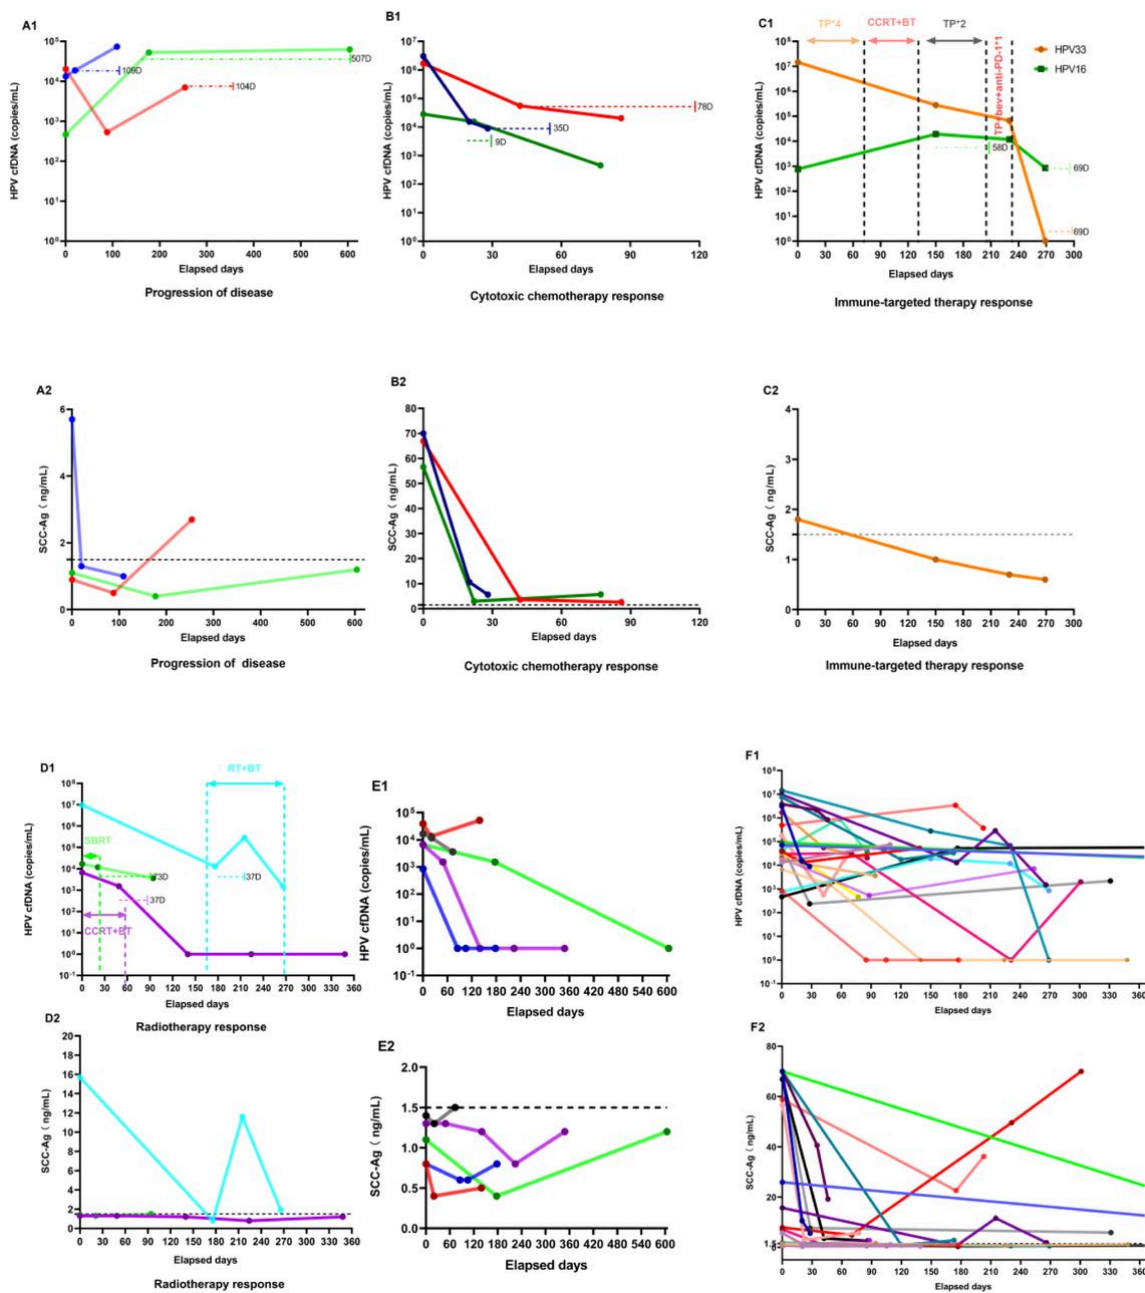 A1
HPV cfDNA (copies/mL)
10⁵
10⁴
10³
10²
10¹
10⁰
109D
507D
104D
0 100 200 300 400 500 600
Elapsed days
Progression of disease
B1
HPV cfDNA (copies/mL)
10⁷
10⁶
10⁵
10⁴
10³
10²
10¹
10⁰
78D
35D
9D
0 20 40 60 80 100 120
Elapsed days
Cytotoxic chemotherapy response
C1
TP*4 CCRT+BT TP*2
TP+bev+anti-PD-1*1
HPV33
HPV16
HPV cfDNA (copies/mL)
10⁸
10⁷
10⁶
10⁵
10⁴
10³
10²
10¹
10⁰
58D
69D
69D
0 30 60 90 120 150 180 210 240 270 300
Elapsed days
Immune-targeted therapy response
A2
SCC-Ag ( ng/mL)
6
4
2
0
0 100 200 300 400 500 600
Elapsed days
Progression of disease
B2
SCC-Ag ( ng/mL)
80
70
60
50
40
30
20
10
0
0 20 40 60 80 100 120
Elapsed days
Cytotoxic chemotherapy response
C2
SCC-Ag ( ng/mL)
4
3
2
1
0
0 30 60 90 120 150 180 210 240 270 300
Elapsed days
Immune-targeted therapy response
D1
RT+BT
SBRT
CCRT+BT
HPV cfDNA (copies/mL)
10⁸
10⁷
10⁶
10⁵
10⁴
10³
10²
10¹
10⁰
10⁻¹
73D
37D
37D
0 30 60 90 120 150 180 210 240 270 300 330 360
Elapsed days
Radiotherapy response
E1
HPV cfDNA (copies/mL)
10⁵
10⁴
10³
10²
10¹
10⁰
10⁻¹
0 60 120 180 240 300 360 420 480 540 600
Elapsed days
F1
HPV cfDNA (copies/mL)
10⁸
10⁷
10⁶
10⁵
10⁴
10³
10²
10¹
10⁰
10⁻¹
0 30 60 90 120 150 180 210 240 270 300 330 360
Elapsed days
D2
SCC-Ag ( ng/mL)
20
18
16
14
12
10
8
6
4
2
0
0 30 60 90 120 150 180 210 240 270 300 330 360
Elapsed days
Radiotherapy response
E2
SCC-Ag ( ng/mL)
2.0
1.5
1.0
0.5
0.0
0 60 120 180 240 300 360 420 480 540 600
Elapsed days
F2
SCC-Ag ( ng/mL)
80
60
40
20
1.5
0
0 30 60 90 120 150 180 210 240 270 300 330 360
Elapsed days